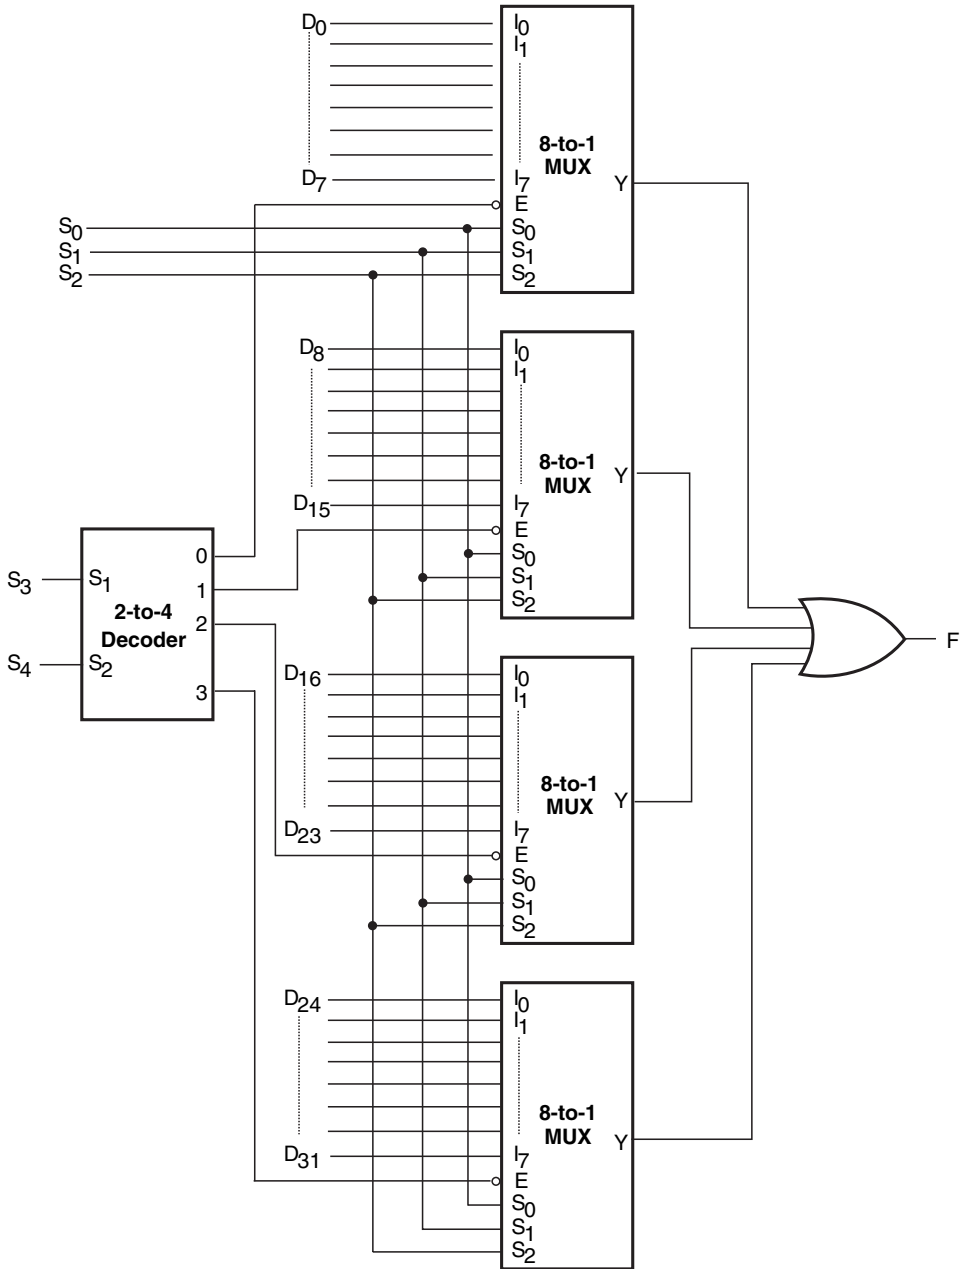 D0
I0
I1
8-to-1
MUX
Y
D7
I7
E
S0
S0
S1
S1
S2
S2
D8
I0
I1
8-to-1
MUX
Y
D15
I7
E
S0
S1
S2
0
S3
S1
1
2-to-4
Decoder
2
S4
S2
3
F
D16
I0
I1
8-to-1
MUX
Y
D23
I7
E
S0
S1
S2
D24
I0
I1
8-to-1
MUX
Y
D31
I7
E
S0
S1
S2